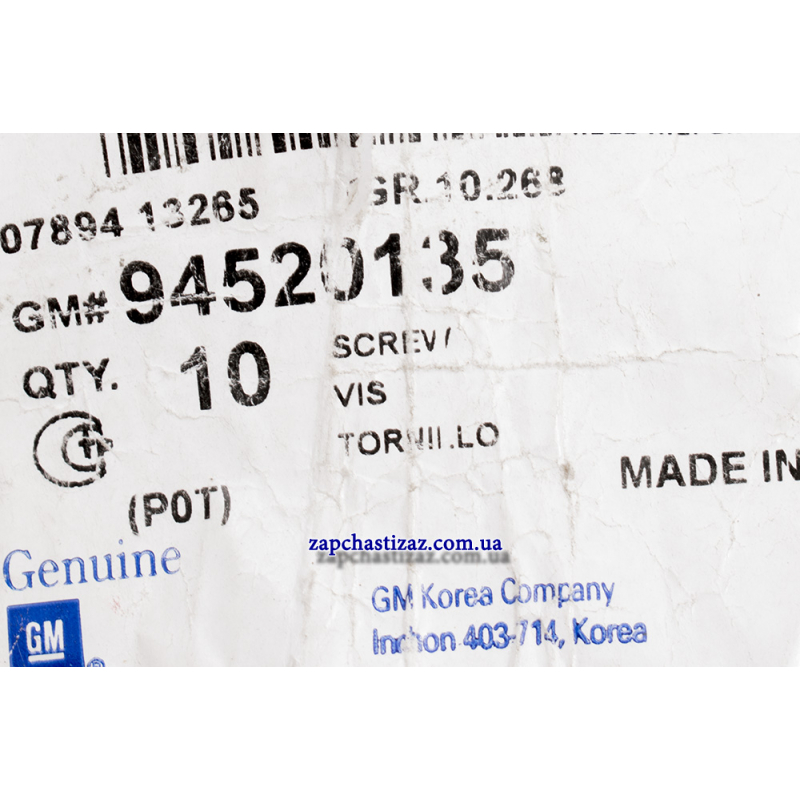 07894 13265 GR.10.268
GM# 94520135
QTY. 10
SCREW/
VIS
TORNILLO
MADE IN
(P0T)
zapchastizaz.com.ua
Genuine
GM
GM Korea Company
Inchon 403-714, Korea